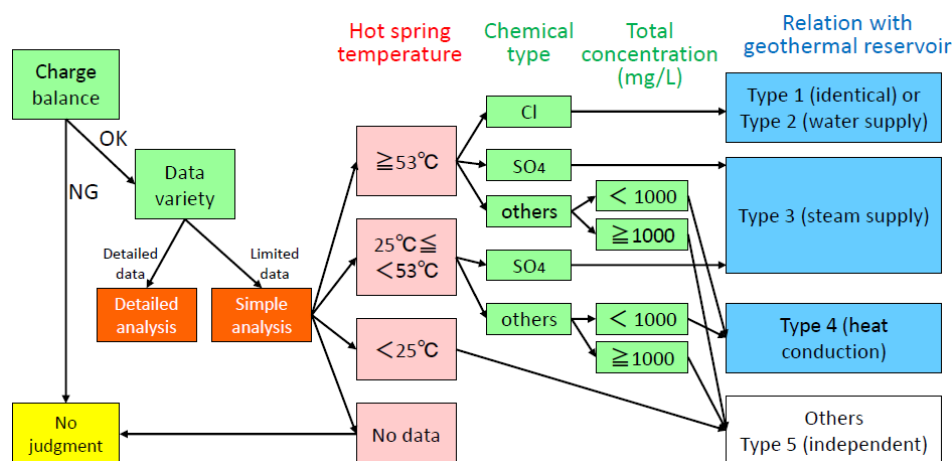 Hot spring
temperature
Chemical
type
Total
concentration
(mg/L)
Relation with
geothermal reservoir
Charge
balance
OK
NG
Data
variety
Detailed
data
Limited
data
Detailed
analysis
Simple
analysis
No
judgment
≧53℃
25℃≦
<53℃
<25℃
No data
Cl
SO4
others
< 1000
≧1000
SO4
others
< 1000
≧1000
Type 1 (identical) or
Type 2 (water supply)
Type 3 (steam supply)
Type 4 (heat
conduction)
Others
Type 5 (independent)